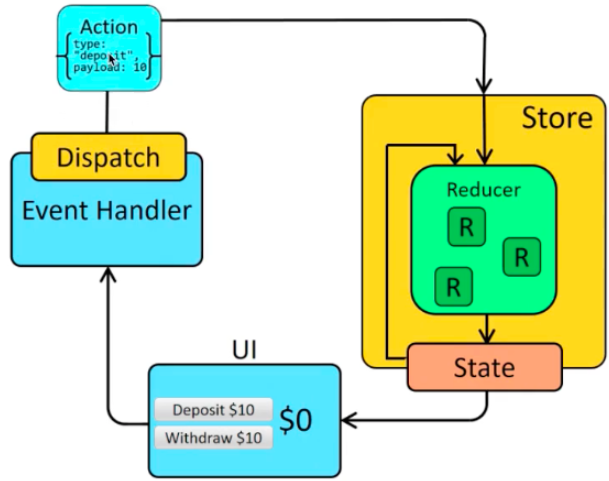 Action
type:
"deposit",
payload: 10
Store
Dispatch
Event Handler
Reducer
R
R
R
State
UI
Deposit $10
$0
Withdraw $10